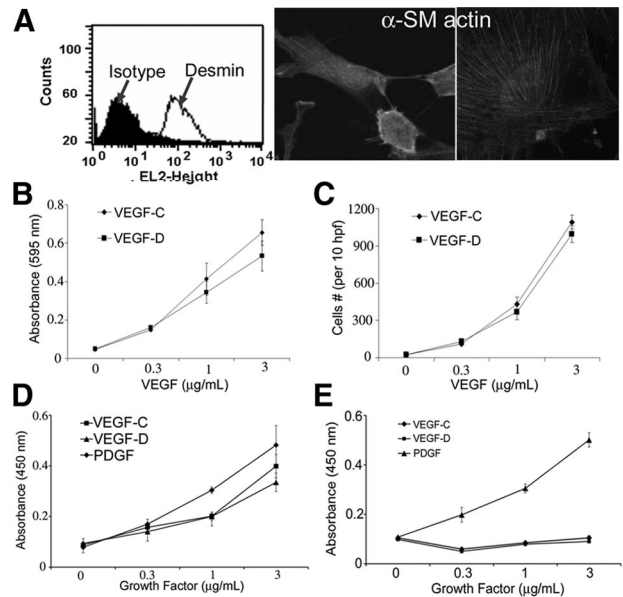 A
α-SM actin
Counts
100
60
20
Isotype
Desmin
10⁰ 10¹ 10² 10³ 10⁴
B
Absorbance (595 nm)
0.8
0.6
0.4
0.2
0
VEGF-C
VEGF-D
0 0.3 1 3
VEGF (μg/mL)
C
Cells # (per 10 hpf)
1200
900
600
300
0
VEGF-C
VEGF-D
0 0.3 1 3
VEGF (μg/mL)
D
Absorbance (450 nm)
0.6
0.4
0.2
0
VEGF-C
VEGF-D
PDGF
0 0.3 1 3
Growth Factor (μg/mL)
E
Absorbance (450 nm)
0.6
0.4
0.2
0
VEGF-C
VEGF-D
PDGF
0 0.3 1 3
Growth Factor (μg/mL)